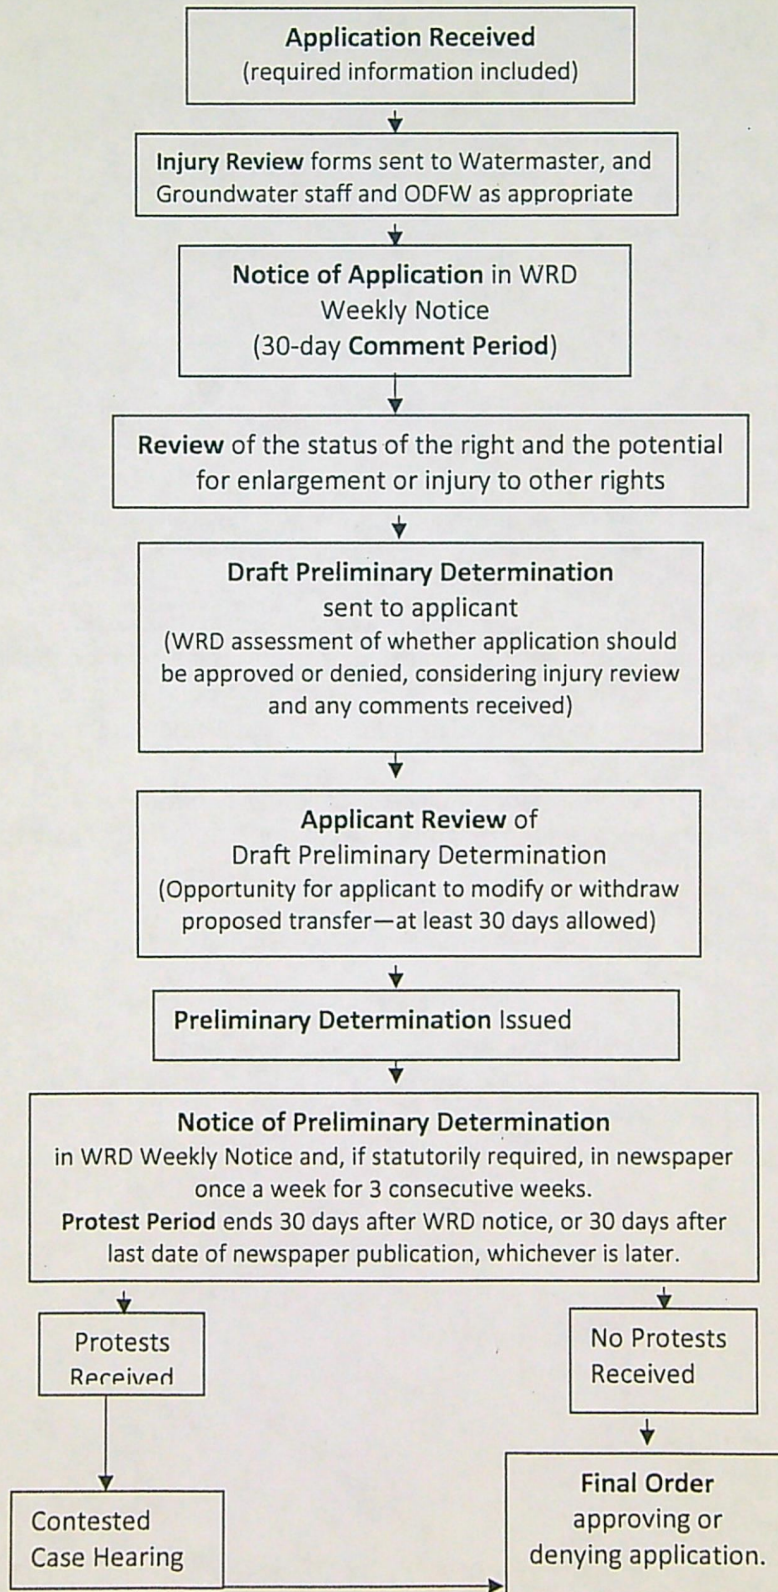 Application Received
(required information included)
Injury Review forms sent to Watermaster, and
Groundwater staff and ODFW as appropriate
Notice of Application in WRD
Weekly Notice
(30-day Comment Period)
Review of the status of the right and the potential
for enlargement or injury to other rights
Draft Preliminary Determination
sent to applicant
(WRD assessment of whether application should
be approved or denied, considering injury review
and any comments received)
Applicant Review of
Draft Preliminary Determination
(Opportunity for applicant to modify or withdraw
proposed transfer—at least 30 days allowed)
Preliminary Determination Issued
Notice of Preliminary Determination
in WRD Weekly Notice and, if statutorily required, in newspaper
once a week for 3 consecutive weeks.
Protest Period ends 30 days after WRD notice, or 30 days after
last date of newspaper publication, whichever is later.
Protests
Received
No Protests
Received
Contested
Case Hearing
Final Order
approving or
denying application.